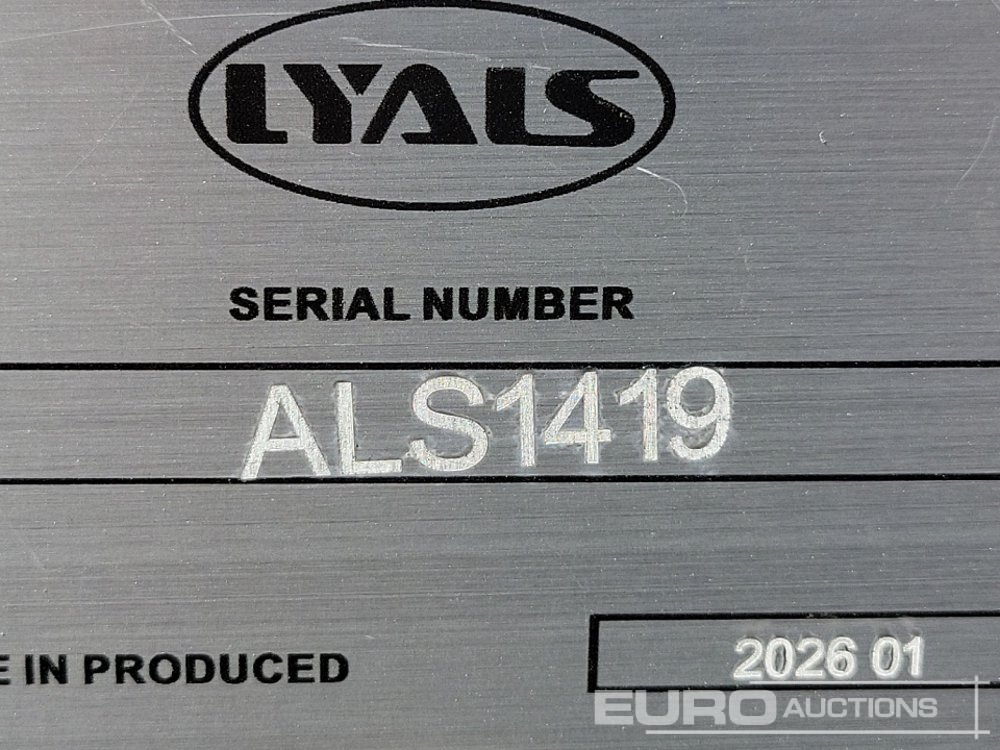 LYALS
SERIAL NUMBER
ALS1419
E IN PRODUCED
2026 01
EURO AUCTIONS